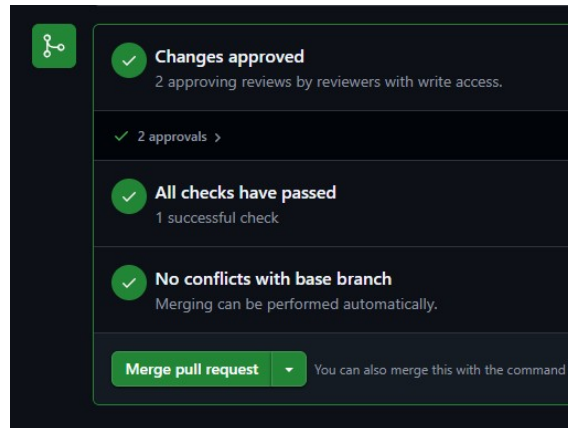 Changes approved
2 approving reviews by reviewers with write access.
2 approvals
All checks have passed
1 successful check
No conflicts with base branch
Merging can be performed automatically.
Merge pull request You can also merge this with the command